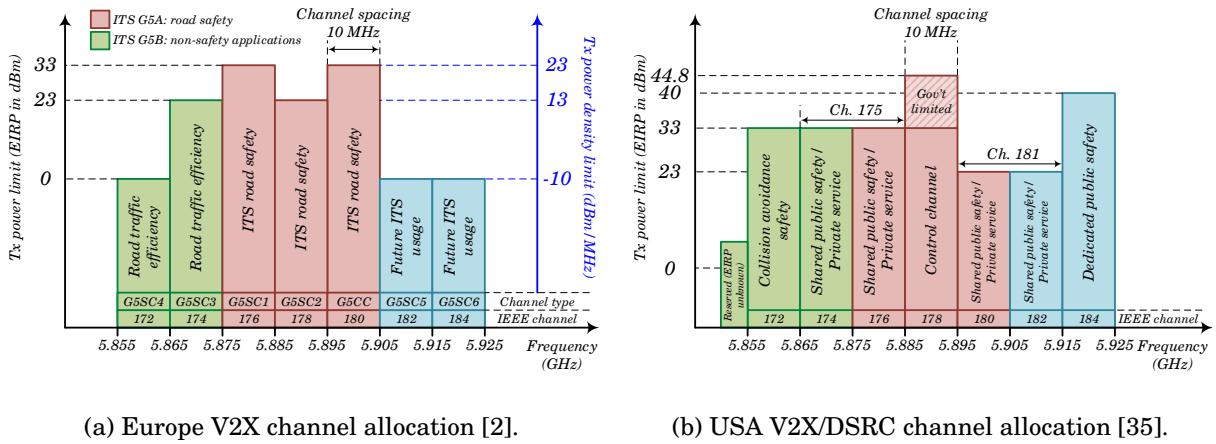 ITS G5A: road safety
ITS G5B: non-safety applications
Channel spacing
10 MHz
Tx power limit (EIRP in dBm)
33
23
0
Tx power density limit (dBm/MHz)
23
13
-10
Road traffic
efficiency
Road traffic efficiency
ITS road safety
ITS road safety
ITS road safety
Future ITS
usage
Future ITS
usage
G5SC4 G5SC3 G5SC1 G5SC2 G5CC G5SC5 G5SC6 Channel type
172 174 176 178 180 182 184 IEEE channel
5.855 5.865 5.875 5.885 5.895 5.905 5.915 5.925
Frequency
(GHz)
(a) Europe V2X channel allocation [2].
Channel spacing
10 MHz
Tx power limit (EIRP in dBm)
44.8
40
33
23
0
Gov't
limited
Ch. 175
Ch. 181
Reserved (EIRP
unknown)
Collision avoidance
safety
Shared public safety/
Private service
Shared public safety/
Private service
Control channel
Shared public safety/
Private service
Shared public safety/
Private service
Dedicated public safety
172 174 176 178 180 182 184 IEEE channel
5.855 5.865 5.875 5.885 5.895 5.905 5.915 5.925
Frequency
(GHz)
(b) USA V2X/DSRC channel allocation [35].